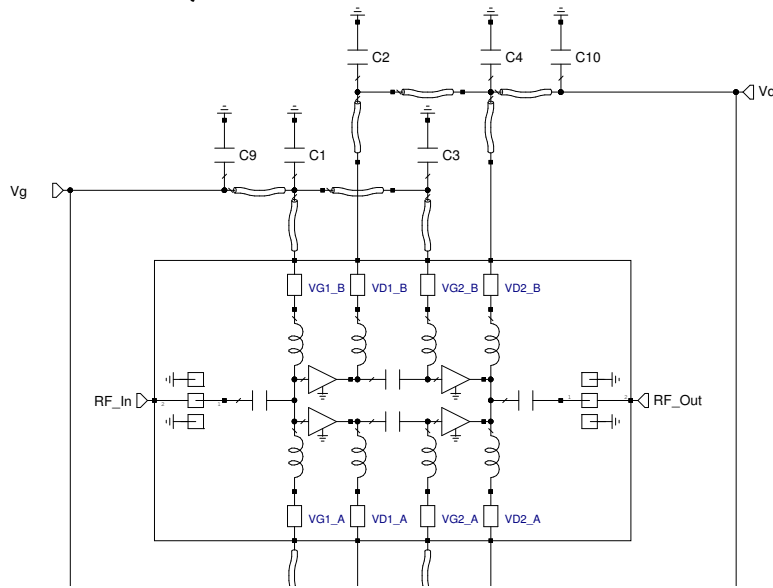 C2
C4
C10
Vd
C9
C1
C3
Vg
VG1_B
VD1_B
VG2_B
VD2_B
RF_In
RF_Out
VG1_A
VD1_A
VG2_A
VD2_A